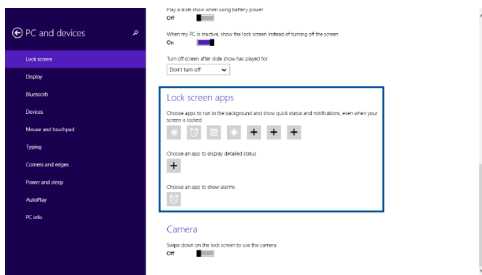 Play a slide show when using battery power
Off
PC and devices
When my PC is inactive, show the lock screen instead of turning off the screen
On
Lock screen
Turn off screen after slide show has played for
Don't turn off
Display
Bluetooth
Devices
Mouse and touchpad
Typing
Corners and edges
Power and sleep
AutoPlay
PC info
Lock screen apps
Choose apps to run in the background and show quick status and notifications, even when your
screen is locked
Choose an app to display detailed status
Choose an app to show alarms
Camera
Swipe down on the lock screen to use the camera
Off